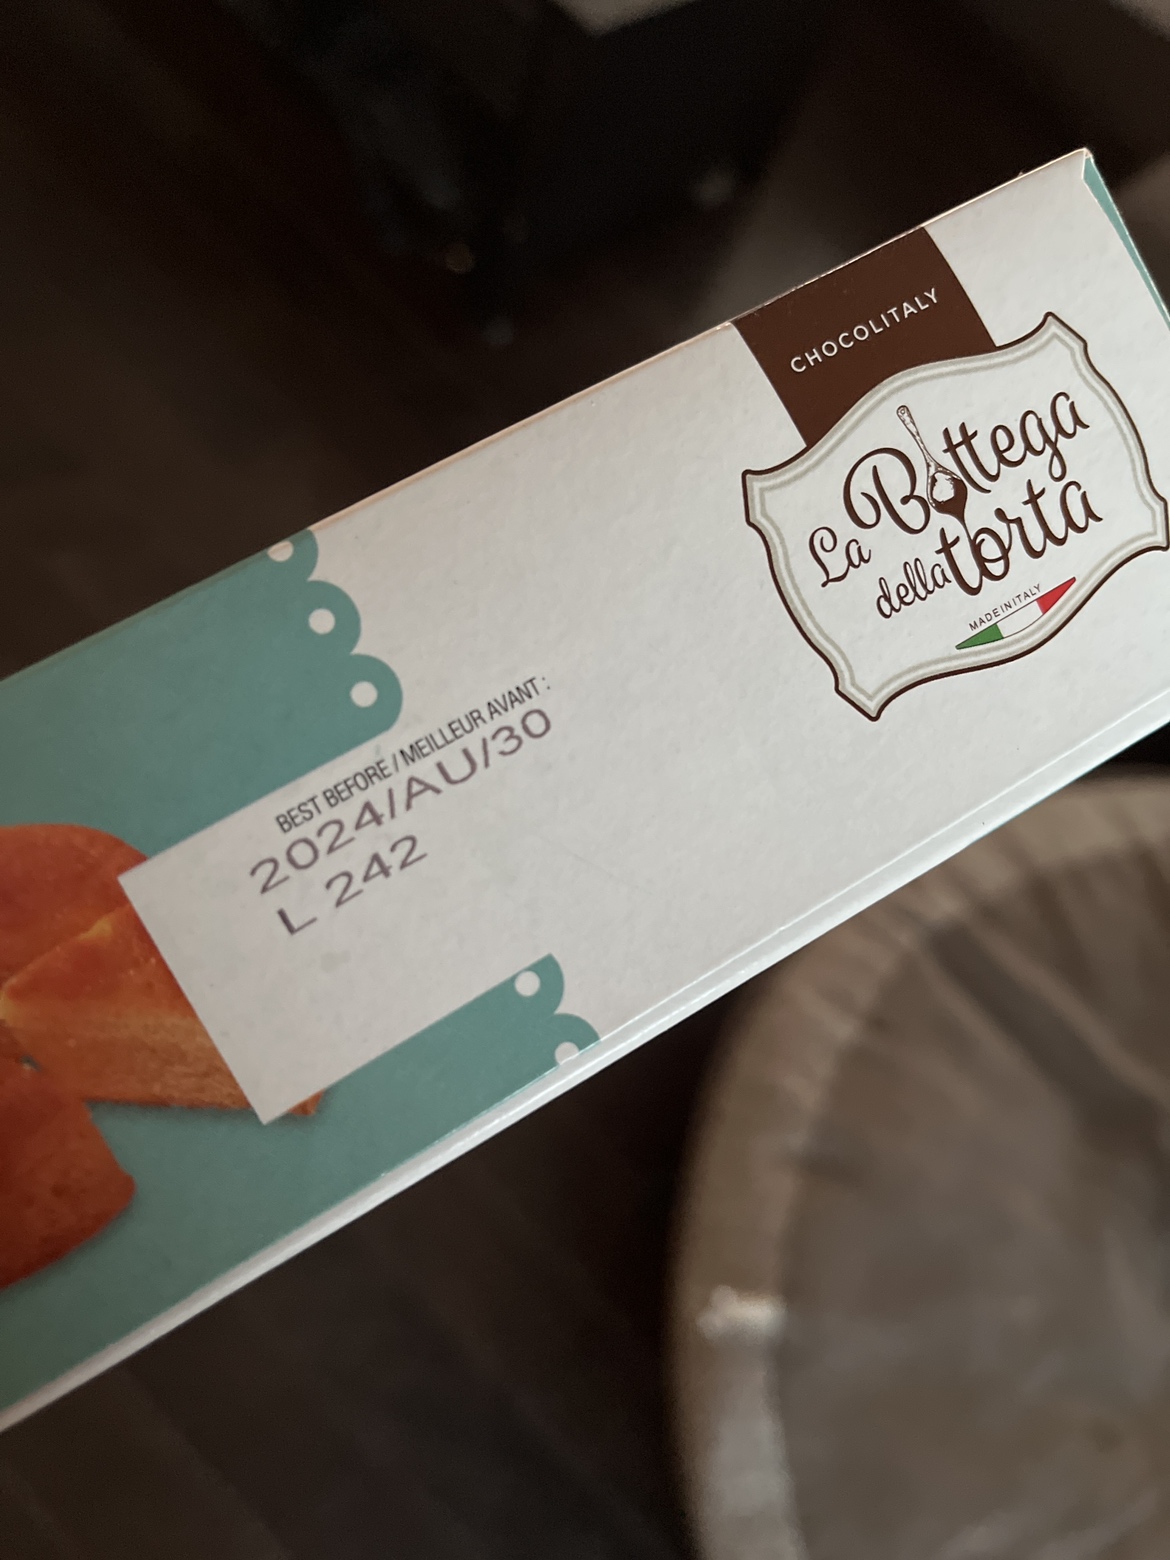 CHOCOLITALY
La Bottega
della torta
MADE IN ITALY
BEST BEFORE / MEILLEUR AVANT :
2024/AU/30
L 242